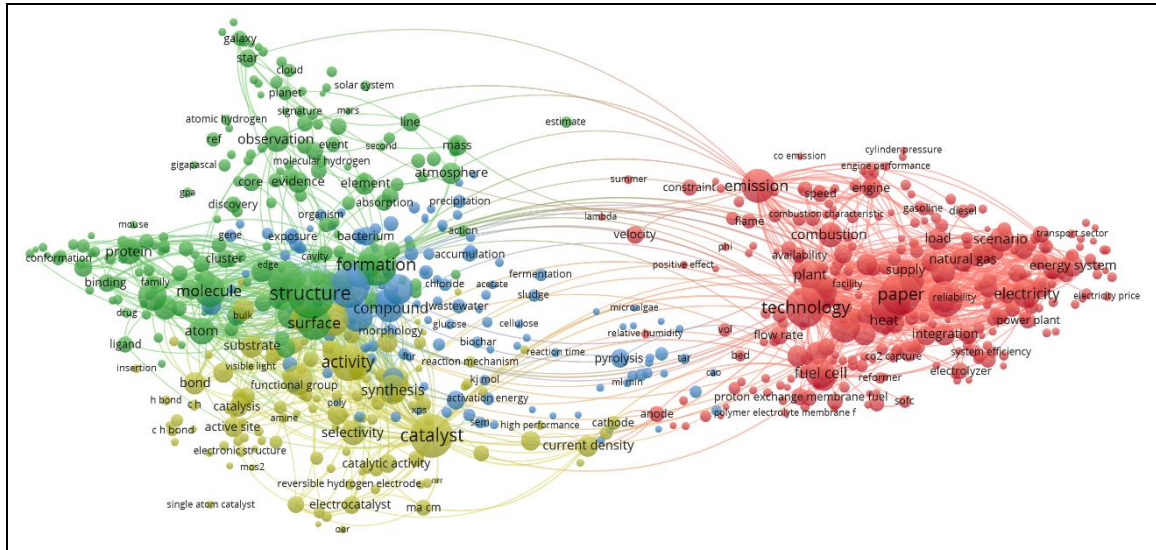 galaxy
star
cloud
planet
solar system
signature
mars
atomic hydrogen
line
estimate
ref
observation
event
second
mass
co emission
cylinder pressure
molecular hydrogen
engine performance
gigapascal
atmosphere
core
evidence
element
summer
constraint
emission
speed
engine
gpa
absorption
precipitation
discovery
organism
gasoline
diesel
combustion characteristic
lambda
flame
mouse
gene
exposure
bacterium
action
velocity
combustion
load
scenario
transport sector
protein
cavity
accumulation
phi
availability
natural gas
conformation
cluster
edge
formation
positive effect
plant
supply
energy system
binding
family
chloride
acetate
fermentation
facility
molecule
structure
sludge
paper
reliability
electricity
electricity price
drug
bulk
compound
wastewater
microalgae
technology
surface
glucose
cellulose
heat
power plant
atom
morphology
relative humidity
vol
flow rate
integration
ligand
substrate
biochar
reaction time
bed
system efficiency
insertion
visible light
activity
ftir
reaction mechanism
pyrolysis
tar
co2 capture
fuel cell
electrolyzer
bond
functional group
synthesis
kj mol
ml min
cao
reformer
h bond
c h
catalysis
poly
xps
activation energy
proton exchange membrane fuel
sofc
amine
sem
high performance
cathode
anode
polymer electrolyte membrane f
c h bond
active site
selectivity
catalyst
current density
electronic structure
mos2
catalytic activity
reversible hydrogen electrode
single atom catalyst
electrocatalyst
ma cm
oer